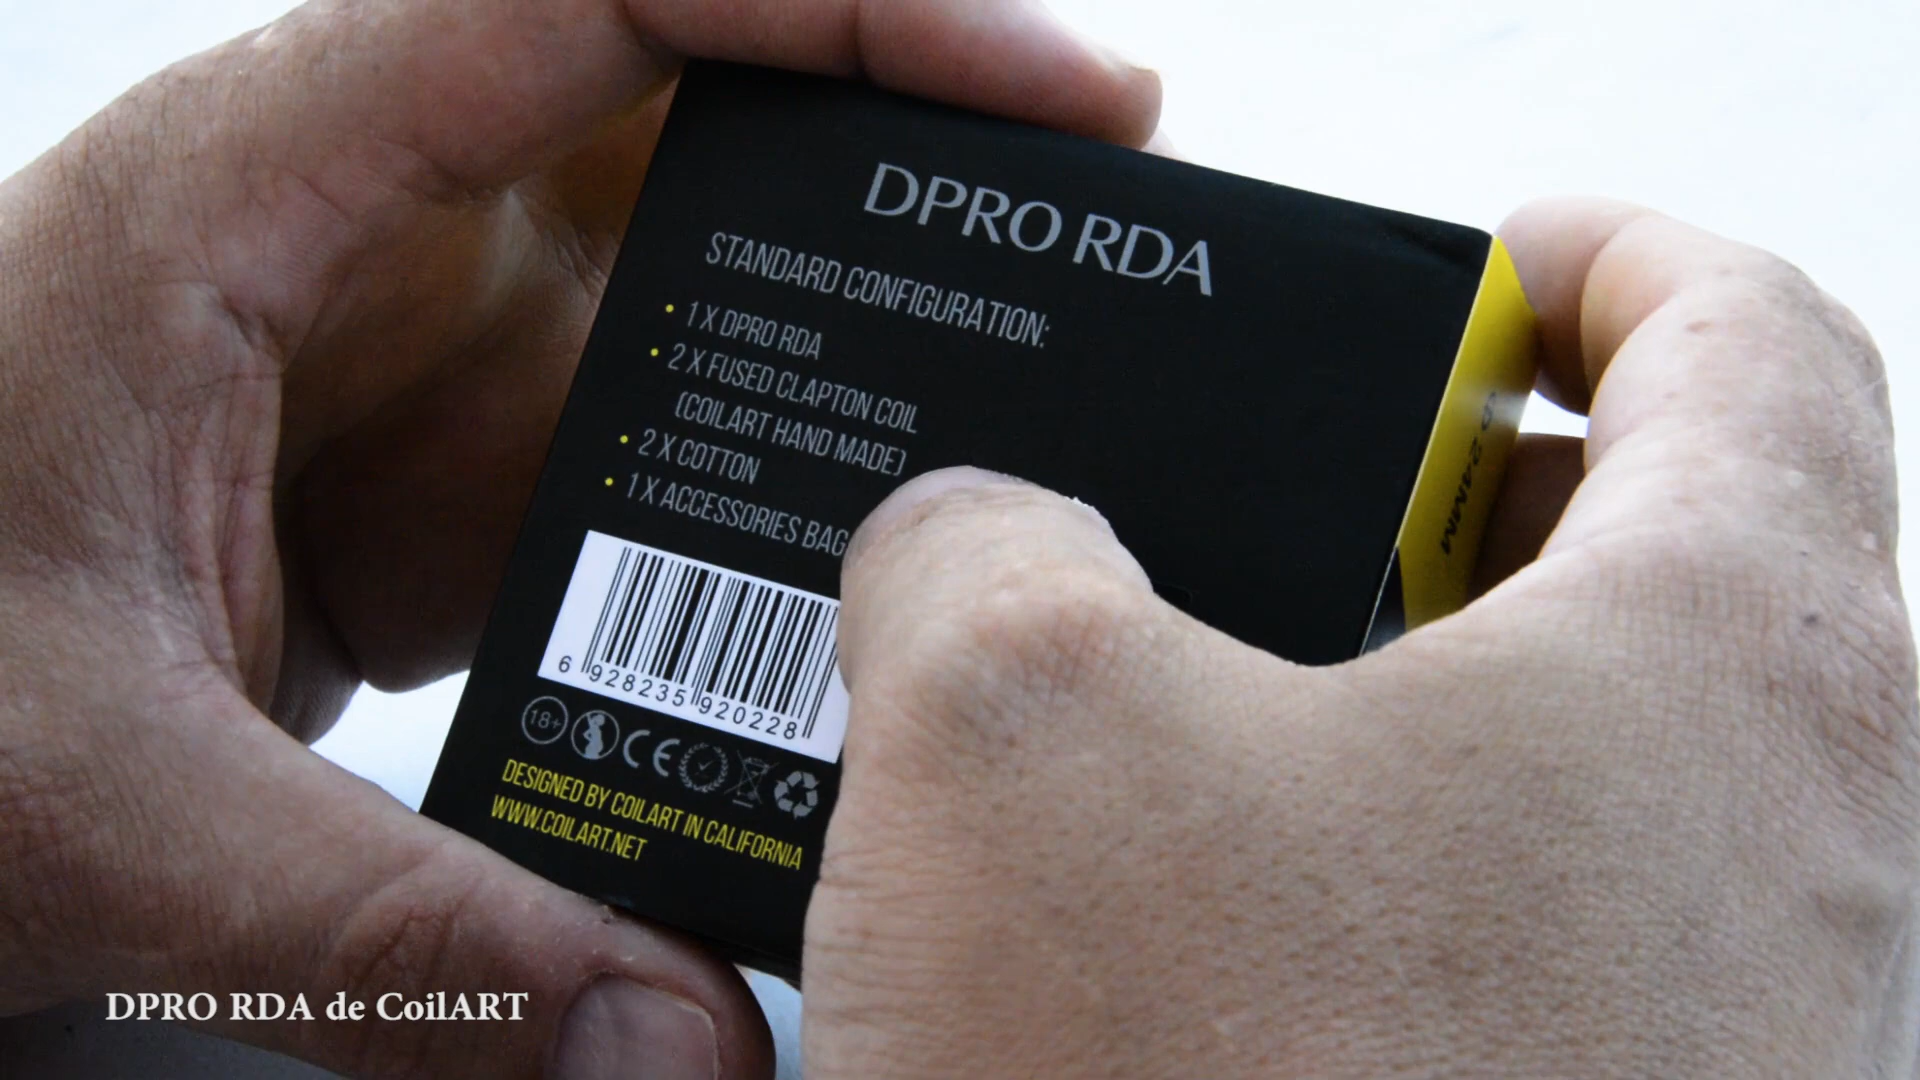 DPRO RDA
STANDARD CONFIGURATION:
• 1 X DPRO RDA
• 2 X FUSED CLAPTON COIL
(COILART HAND MADE)
• 2 X COTTON
• 1 X ACCESSORIES BAG
6 928235 920228
18+
CE
DESIGNED BY COILART IN CALIFORNIA
WWW.COILART.NET
24MM
DPRO RDA de CoilART